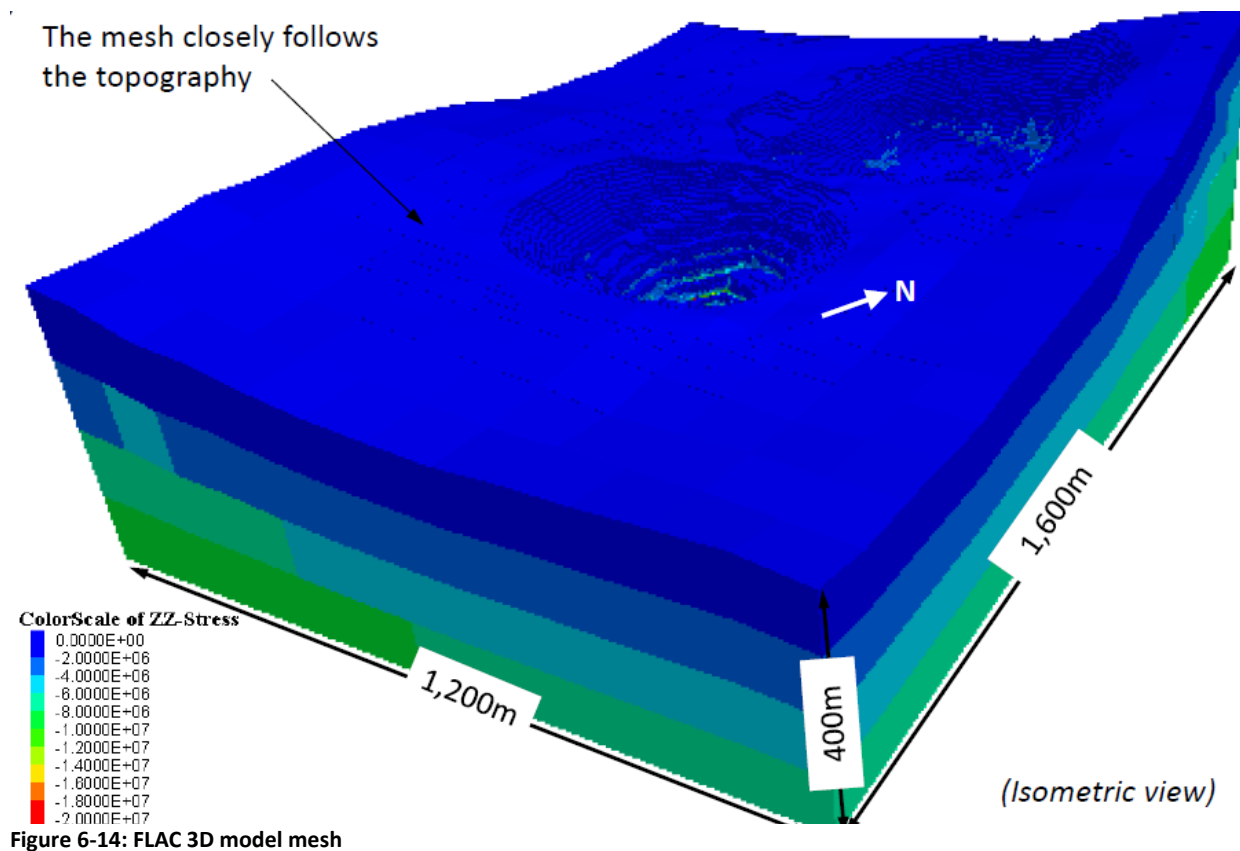 The mesh closely follows
the topography
N
1,600m
1,200m
400m
ColorScale of ZZ-Stress
0.0000E+00
-2.0000E+06
-4.0000E+06
-6.0000E+06
-8.0000E+06
-1.0000E+07
-1.2000E+07
-1.4000E+07
-1.6000E+07
-1.8000E+07
-2.0000E+07
(Isometric view)
Figure 6-14: FLAC 3D model mesh